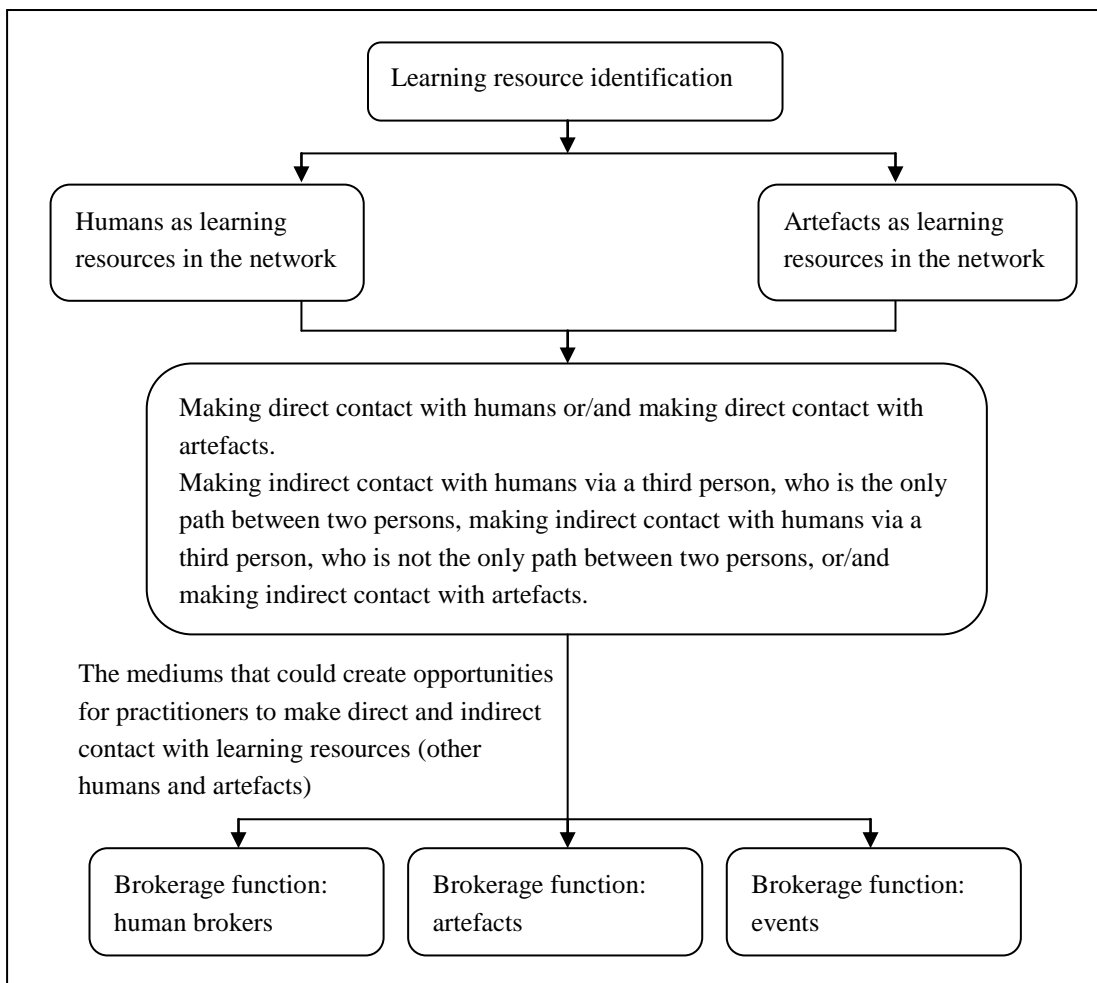 Learning resource identification
Humans as learning
resources in the network
Artefacts as learning
resources in the network
Making direct contact with humans or/and making direct contact with
artefacts.
Making indirect contact with humans via a third person, who is the only
path between two persons, making indirect contact with humans via a
third person, who is not the only path between two persons, or/and
making indirect contact with artefacts.
The mediums that could create opportunities
for practitioners to make direct and indirect
contact with learning resources (other
humans and artefacts)
Brokerage function:
human brokers
Brokerage function:
artefacts
Brokerage function:
events